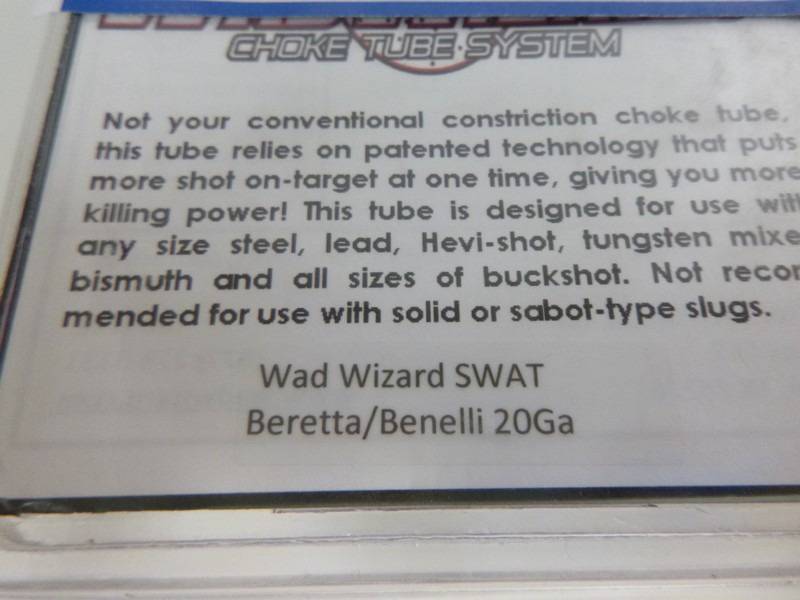 CHOKE TUBE SYSTEM
Not your conventional constriction choke tube,
this tube relies on patented technology that puts
more shot on-target at one time, giving you more
killing power! This tube is designed for use with
any size steel, lead, Hevi-shot, tungsten mixe
bismuth and all sizes of buckshot. Not recom
mended for use with solid or sabot-type slugs.
Wad Wizard SWAT
Beretta/Benelli 20Ga